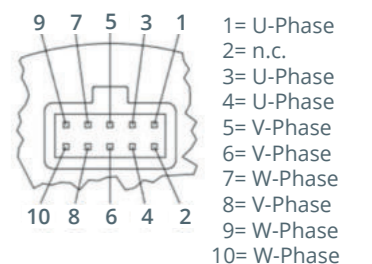 9 7 5 3 1
10 8 6 4 2
1= U-Phase
2= n.c.
3= U-Phase
4= U-Phase
5= V-Phase
6= V-Phase
7= W-Phase
8= V-Phase
9= W-Phase
10= W-Phase